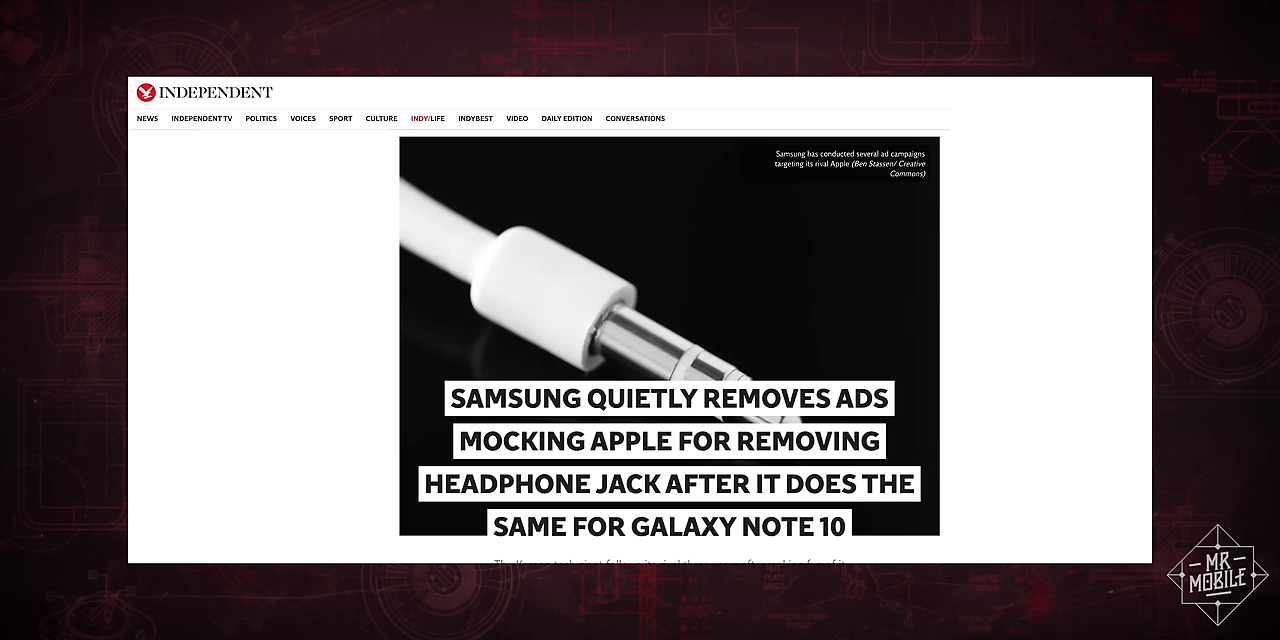 INDEPENDENT
NEWS INDEPENDENT TV POLITICS VOICES SPORT CULTURE INDY/LIFE INDYBEST VIDEO DAILY EDITION CONVERSATIONS
Samsung has conducted several ad campaigns
targeting its rival Apple (Ben Stassen/ Creative
Commons)
SAMSUNG QUIETLY REMOVES ADS
MOCKING APPLE FOR REMOVING
HEADPHONE JACK AFTER IT DOES THE
SAME FOR GALAXY NOTE 10
MR
MOBILE